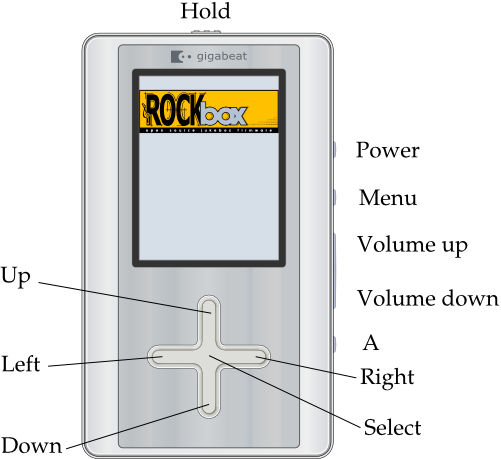 Hold
gigabeat
ROCKbox
open source jukebox firmware
Power
Menu
Volume up
Up
Volume down
A
Left
Right
Select
Down